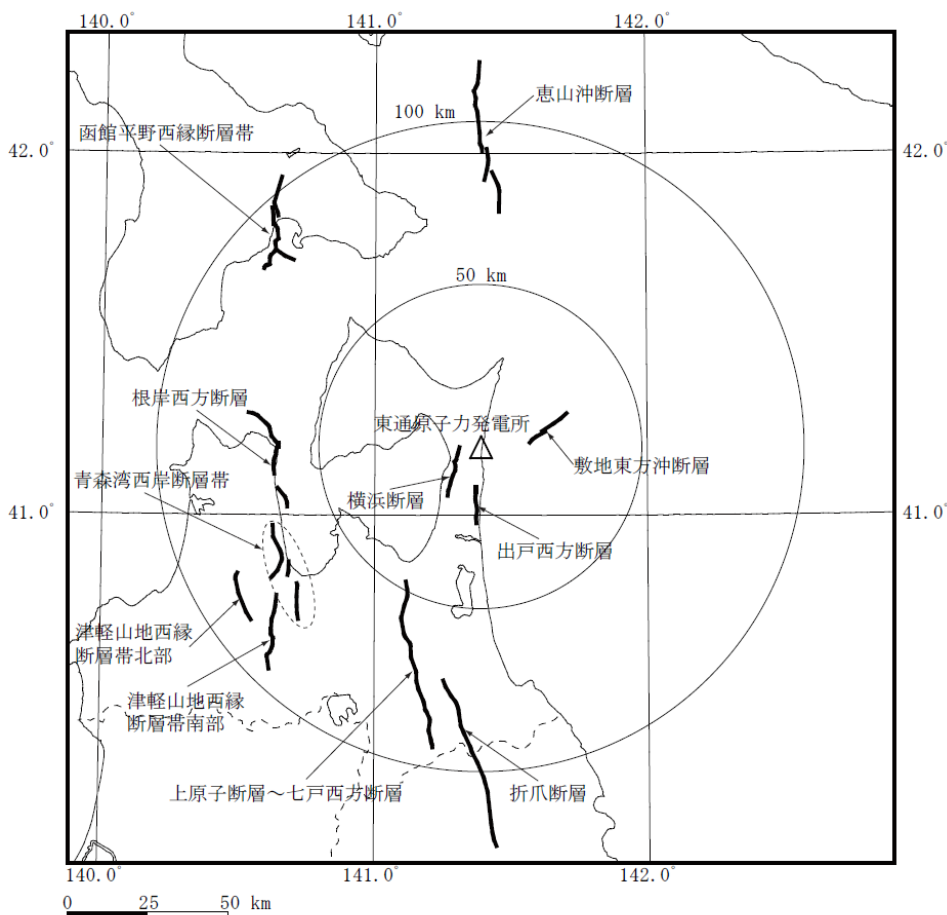 140.0°
141.0°
142.0°
恵山沖断層
100 km
函館平野西縁断層帯
42.0°
42.0°
50 km
根岸西方断層
東通原子力発電所
敷地東方沖断層
青森湾西岸断層帯
横浜断層
41.0°
41.0°
出戸西方断層
津軽山地西縁
断層帯北部
津軽山地西縁
断層帯南部
上原子断層～七戸西方断層
折爪断層
140.0°
141.0°
142.0°
0 25 50 km